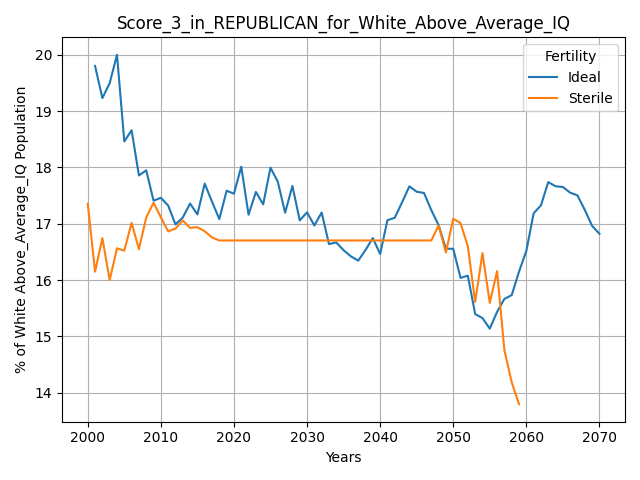 Score_3_in_REPUBLICAN_for_White_Above_Average_IQ
% of White Above_Average_IQ Population
20
19
18
17
16
15
14
Fertility
Ideal
Sterile
2000 2010 2020 2030 2040 2050 2060 2070
Years